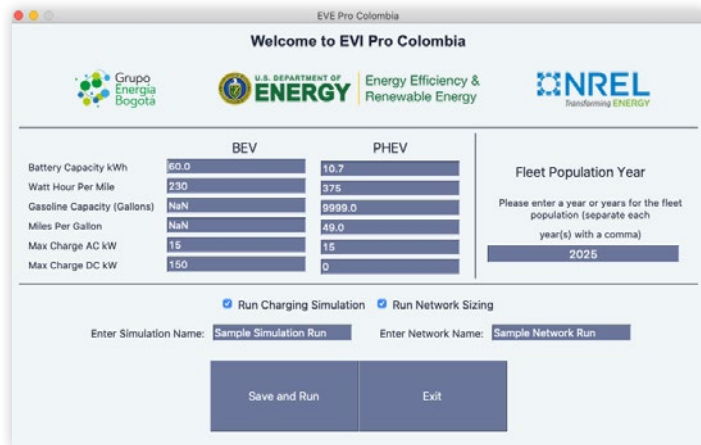 EVE Pro Colombia
Welcome to EVI Pro Colombia
Grupo
Energía
Bogotá
U.S. DEPARTMENT OF
ENERGY
Energy Efficiency &
Renewable Energy
NREL
Transforming ENERGY
BEV PHEV
Battery Capacity kWh 60.0 10.7
Watt Hour Per Mile 230 375
Gasoline Capacity (Gallons) NaN 9999.0
Miles Per Gallon NaN 49.0
Max Charge AC kW 15 15
Max Charge DC kW 150 0
Fleet Population Year
Please enter a year or years for the fleet
population (separate each
year(s) with a comma)
2025
Run Charging Simulation Run Network Sizing
Enter Simulation Name: Sample Simulation Run Enter Network Name: Sample Network Run
Save and Run Exit